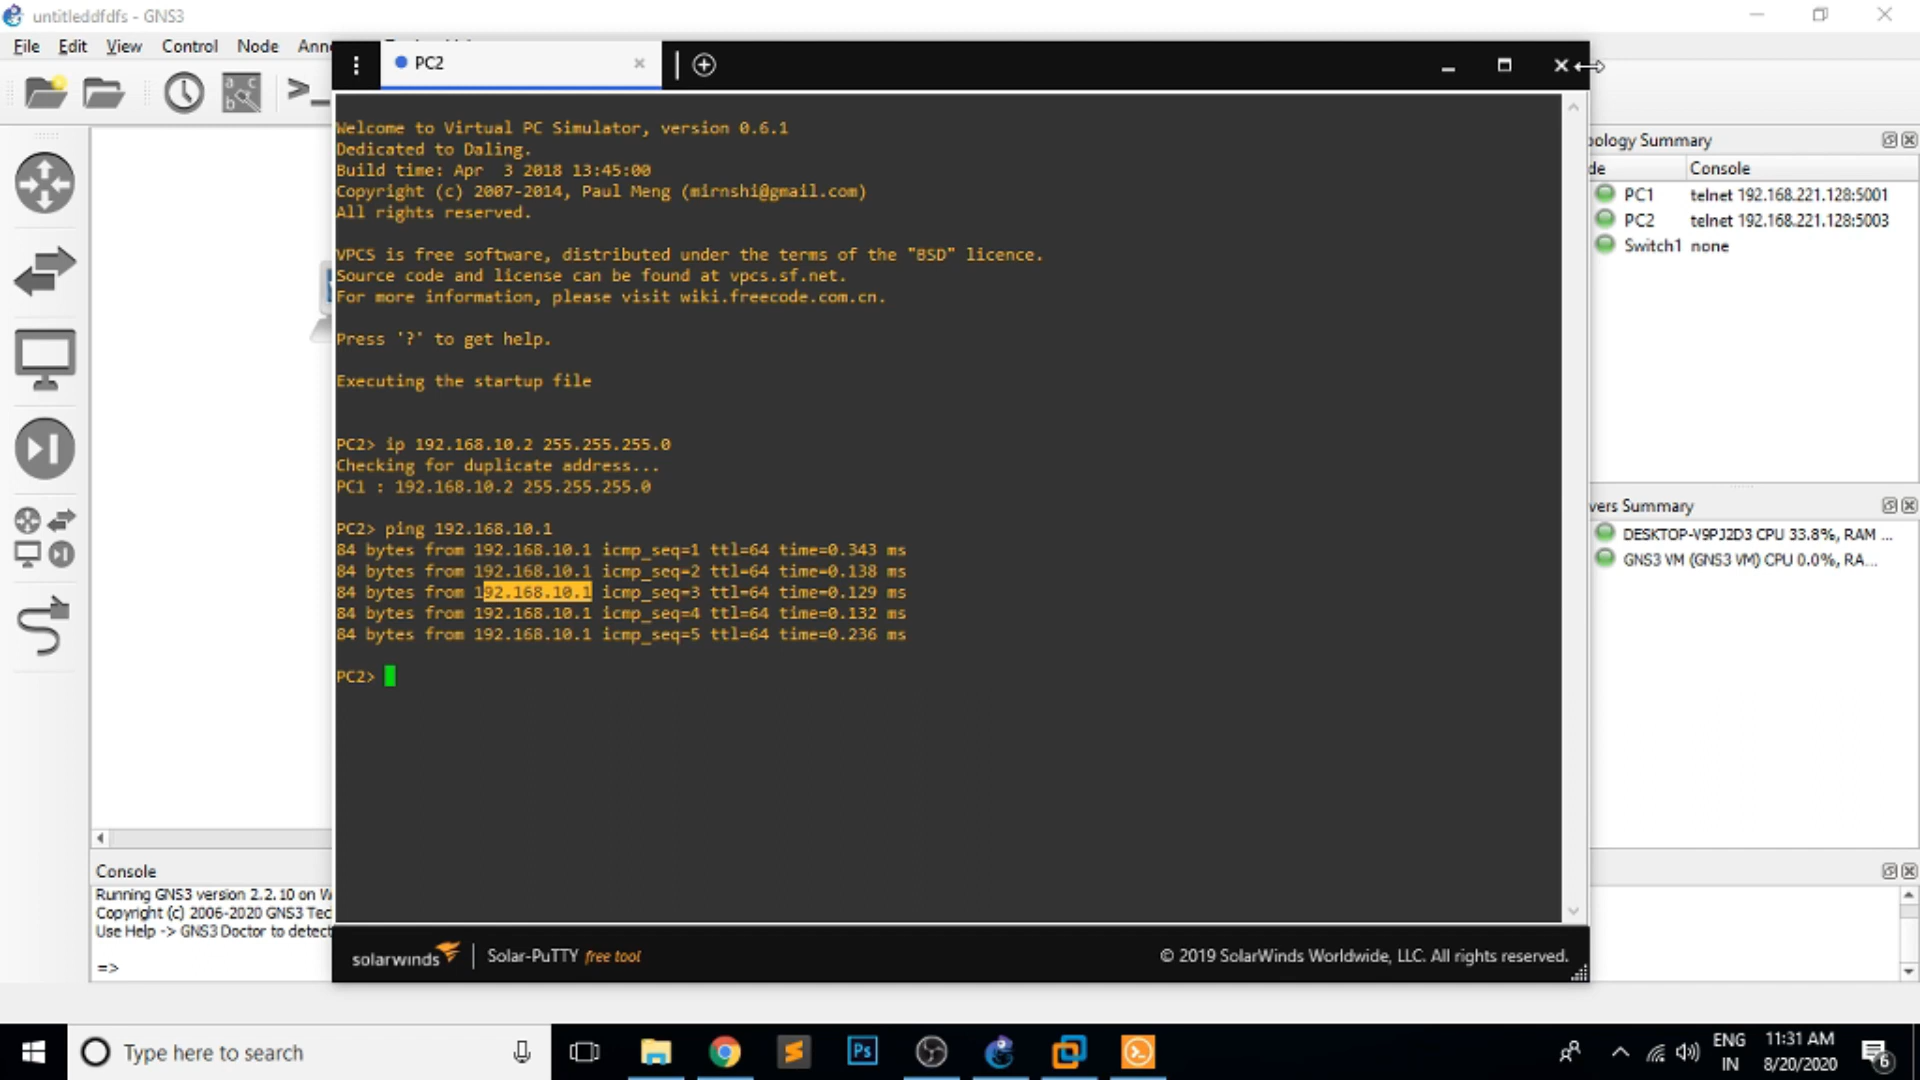 untitleddfdfs - GNS3
File Edit View Control Node Ann
PC2
Welcome to Virtual PC Simulator, version 0.6.1
Dedicated to Daling.
Build time: Apr  3 2018 13:45:00
Copyright (c) 2007-2014, Paul Meng (mirnshi@gmail.com)
All rights reserved.
VPCS is free software, distributed under the terms of the "BSD" licence.
Source code and license can be found at vpcs.sf.net.
For more information, please visit wiki.freecode.com.cn.
Press '?' to get help.
Executing the startup file
PC2> ip 192.168.10.2 255.255.255.0
Checking for duplicate address...
PC1 : 192.168.10.2 255.255.255.0
PC2> ping 192.168.10.1
84 bytes from 192.168.10.1 icmp_seq=1 ttl=64 time=0.343 ms
84 bytes from 192.168.10.1 icmp_seq=2 ttl=64 time=0.138 ms
84 bytes from 192.168.10.1 icmp_seq=3 ttl=64 time=0.129 ms
84 bytes from 192.168.10.1 icmp_seq=4 ttl=64 time=0.132 ms
84 bytes from 192.168.10.1 icmp_seq=5 ttl=64 time=0.236 ms
PC2>
solarwinds | Solar-PuTTY free tool © 2019 SolarWinds Worldwide, LLC. All rights reserved.
pology Summary
de Console
PC1 telnet 192.168.221.128:5001
PC2 telnet 192.168.221.128:5003
Switch1 none
vers Summary
DESKTOP-V9PJ2D3 CPU 33.8%, RAM ...
GNS3 VM (GNS3 VM) CPU 0.0%, RA...
Console
Running GNS3 version 2.2.10 on W
Copyright (c) 2006-2020 GNS3 Tec
Use Help -> GNS3 Doctor to detect
=>
Type here to search
Ps
ENG
IN
11:31 AM
8/20/2020
6